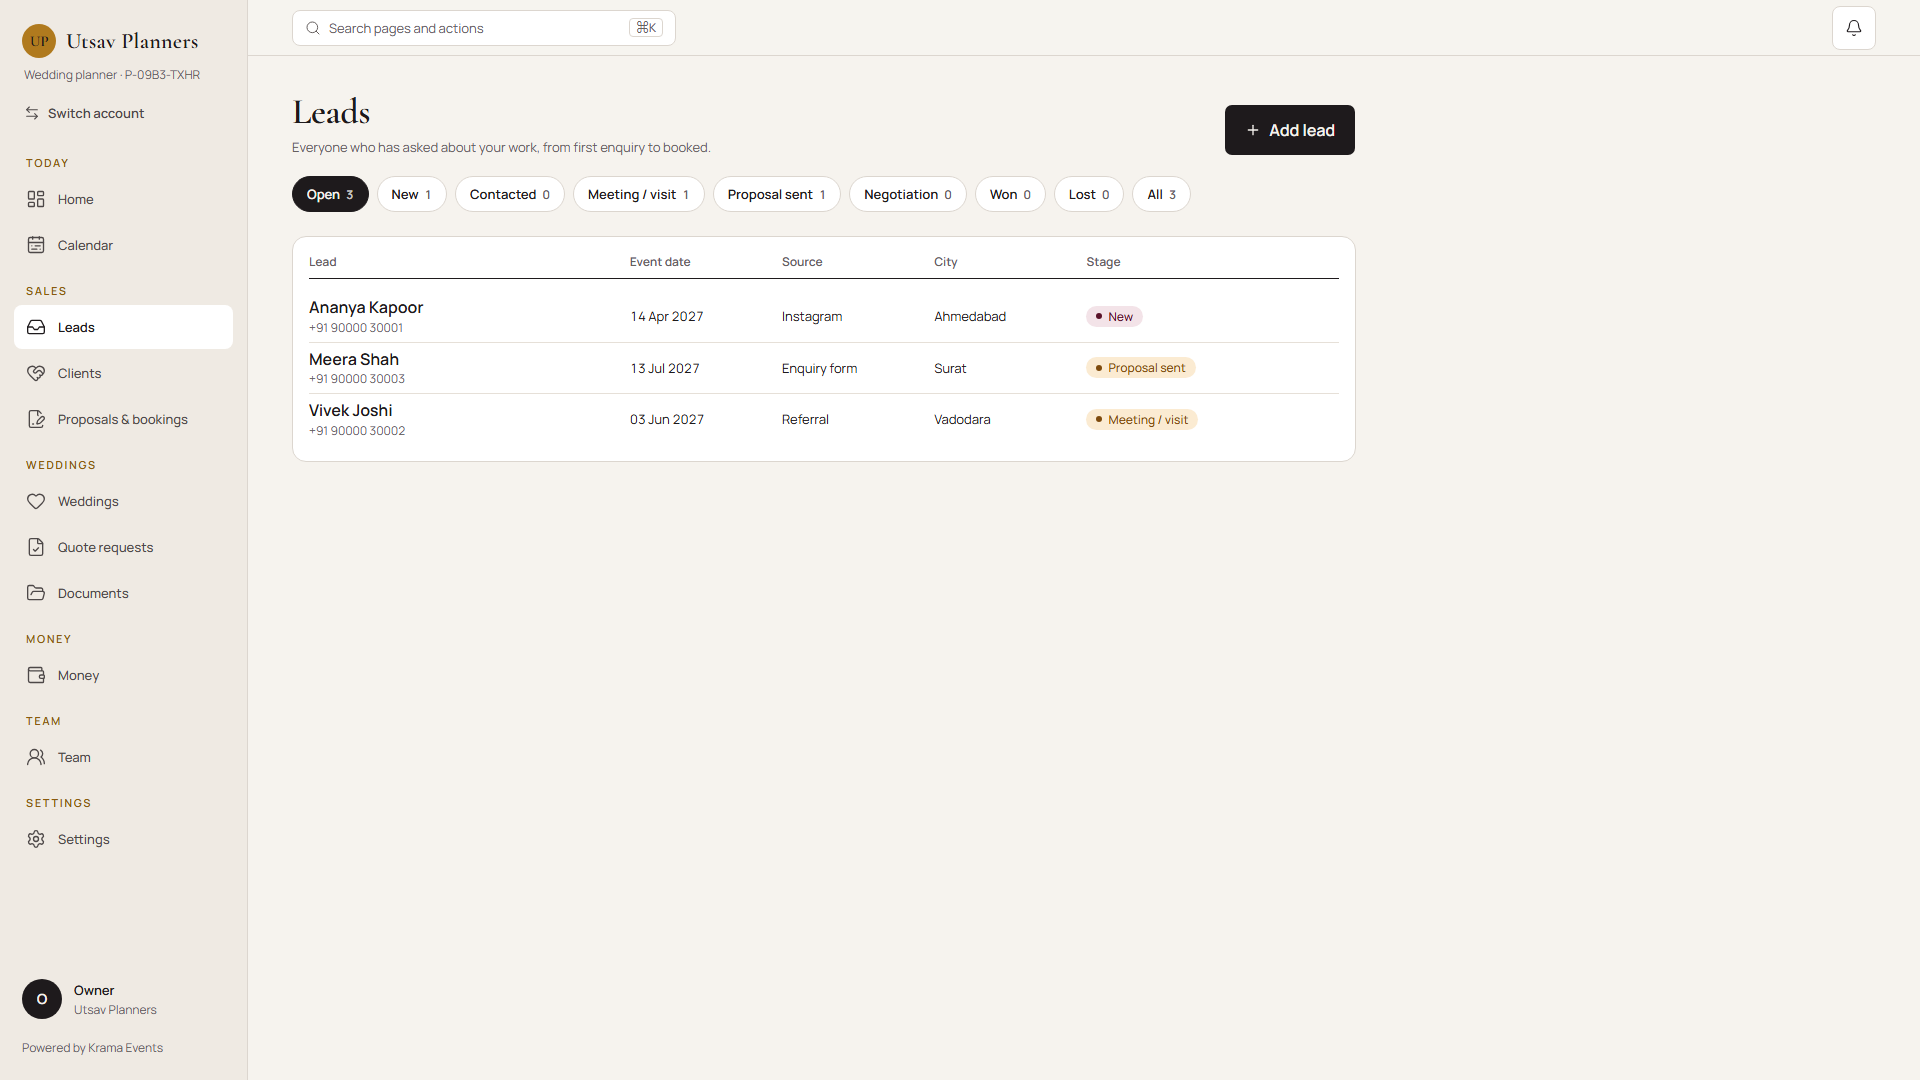 UP Utsav Planners
Wedding planner · P-09B3-TXHR
Switch account
TODAY
Home
Calendar
SALES
Leads
Clients
Proposals & bookings
WEDDINGS
Weddings
Quote requests
Documents
MONEY
Money
TEAM
Team
SETTINGS
Settings
O Owner
Utsav Planners
Powered by Krama Events
Search pages and actions ⌘K
Leads
Everyone who has asked about your work, from first enquiry to booked.
+ Add lead
Open 3 New 1 Contacted 0 Meeting / visit 1 Proposal sent 1 Negotiation 0 Won 0 Lost 0 All 3
Lead Event date Source City Stage
Ananya Kapoor
+91 90000 30001 14 Apr 2027 Instagram Ahmedabad New
Meera Shah
+91 90000 30003 13 Jul 2027 Enquiry form Surat Proposal sent
Vivek Joshi
+91 90000 30002 03 Jun 2027 Referral Vadodara Meeting / visit